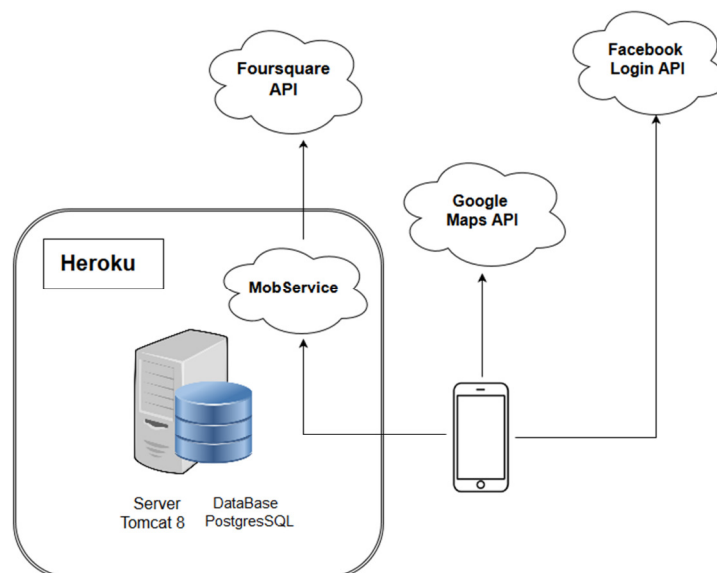 Foursquare
API
Facebook
Login API
Google
Maps API
Heroku
MobService
Server
Tomcat 8
DataBase
PostgresSQL